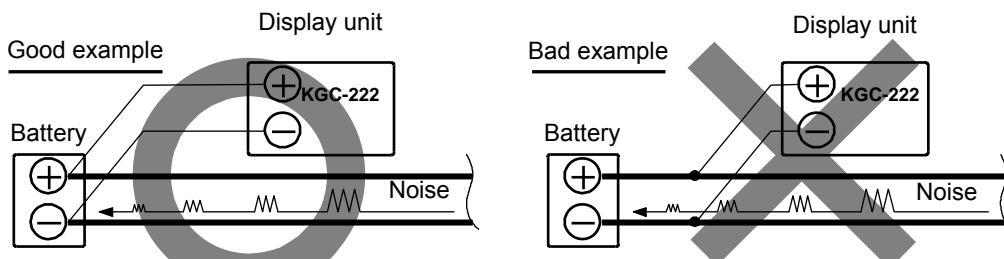 Good example
Display unit
+
KGC-222
−
Battery
+
−
Noise
Bad example
Display unit
+
KGC-222
−
Battery
+
−
Noise